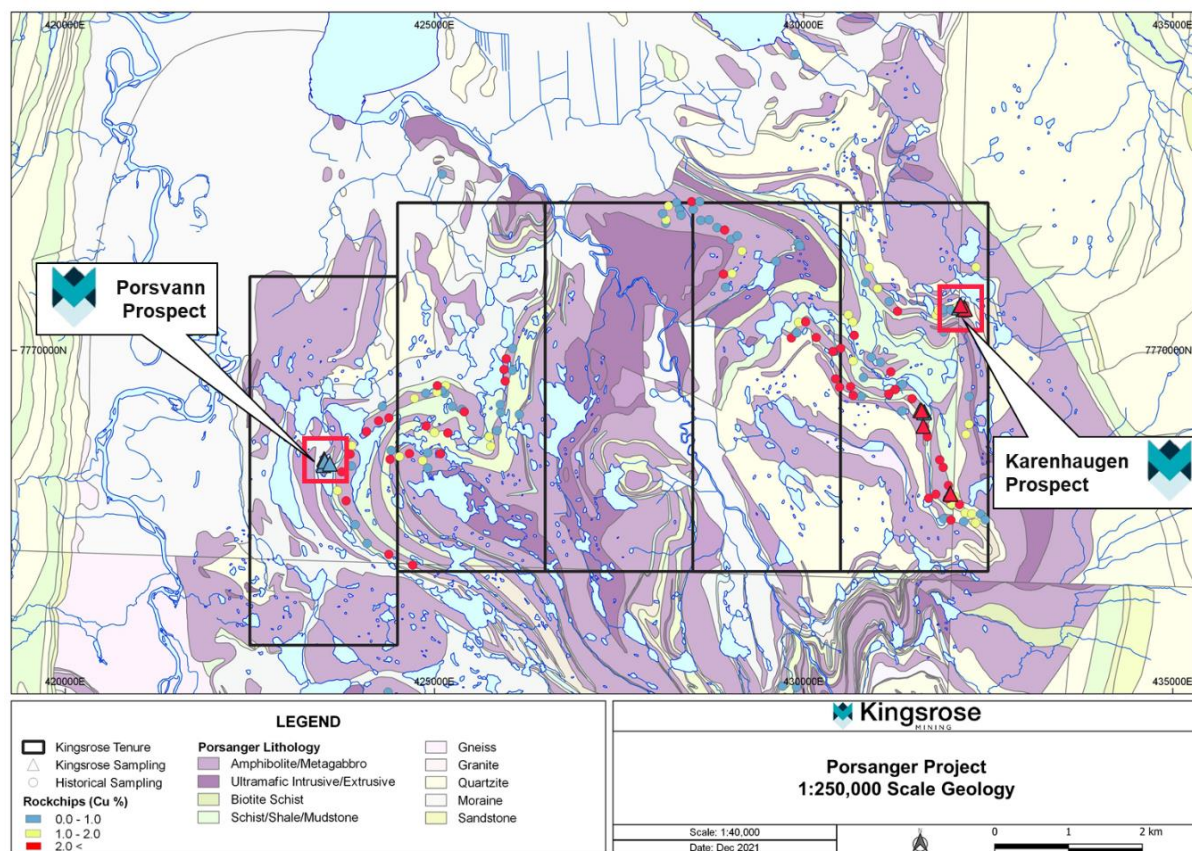 420000E 425000E 430000E 435000E
Porsvann
Prospect
7770000N 7770000N
Karenhaugen
Prospect
420000E 425000E 430000E 435000E
LEGEND
Kingsrose Tenure
Kingsrose Sampling
Historical Sampling
Rockchips (Cu %)
0.0 - 1.0
1.0 - 2.0
2.0 <
Porsanger Lithology
Amphibolite/Metagabbro
Ultramafic Intrusive/Extrusive
Biotite Schist
Schist/Shale/Mudstone
Gneiss
Granite
Quartzite
Moraine
Sandstone
Kingsrose
MINING
Porsanger Project
1:250,000 Scale Geology
Scale: 1:40,000
Date: Dec 2021
N
0 1 2 km